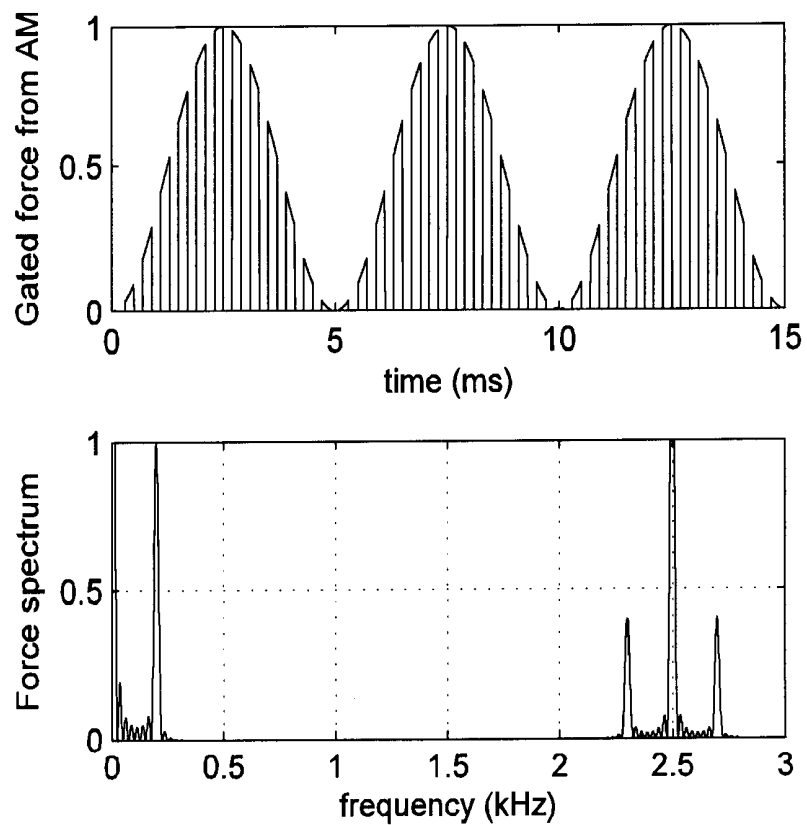 Gated force from AM
1
0.5
0
0 5 10 15
time (ms)
Force spectrum
1
0.5
0
0 0.5 1 1.5 2 2.5 3
frequency (kHz)